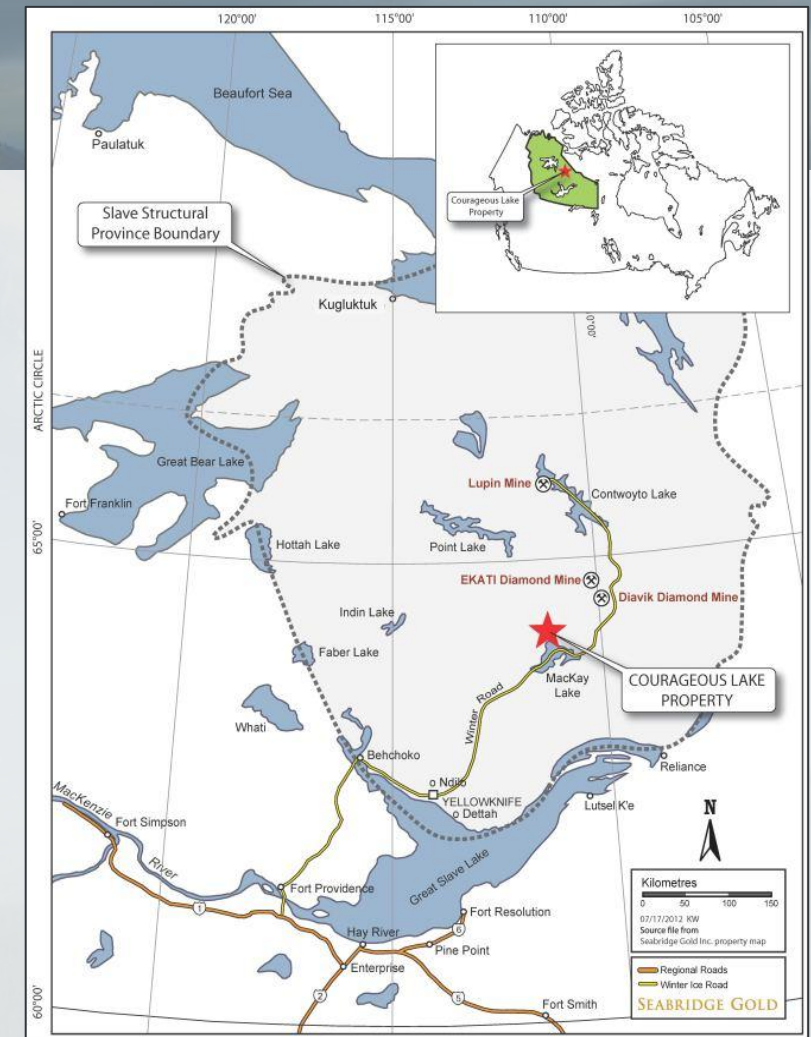 120°00'
115°00'
110°00'
105°00'
Beaufort Sea
Paulatuk
Courageous Lake
Property
Slave Structural
Province Boundary
Kugluktuk
ARCTIC CIRCLE
Great Bear Lake
Fort Franklin
65°00'
Hottah Lake
Lupin Mine
Contwoyto Lake
Point Lake
EKATI Diamond Mine
Diavik Diamond Mine
Indin Lake
Faber Lake
MacKay
Lake
COURAGEOUS LAKE
PROPERTY
Whati
Winter Road
Behchoko
Ndilo
YELLOWKNIFE
Dettah
Reliance
Lutsel K'e
MacKenzie River
Fort Simpson
Great Slave Lake
Fort Providence
1
Fort Resolution
6
Hay River
Pine Point
Enterprise
2
5
Fort Smith
60°00'
N
Kilometres
0 50 100 150
07/17/2012 KW
Source file from
Seabridge Gold Inc. property map
Regional Roads
Winter Ice Road
SEABRIDGE GOLD